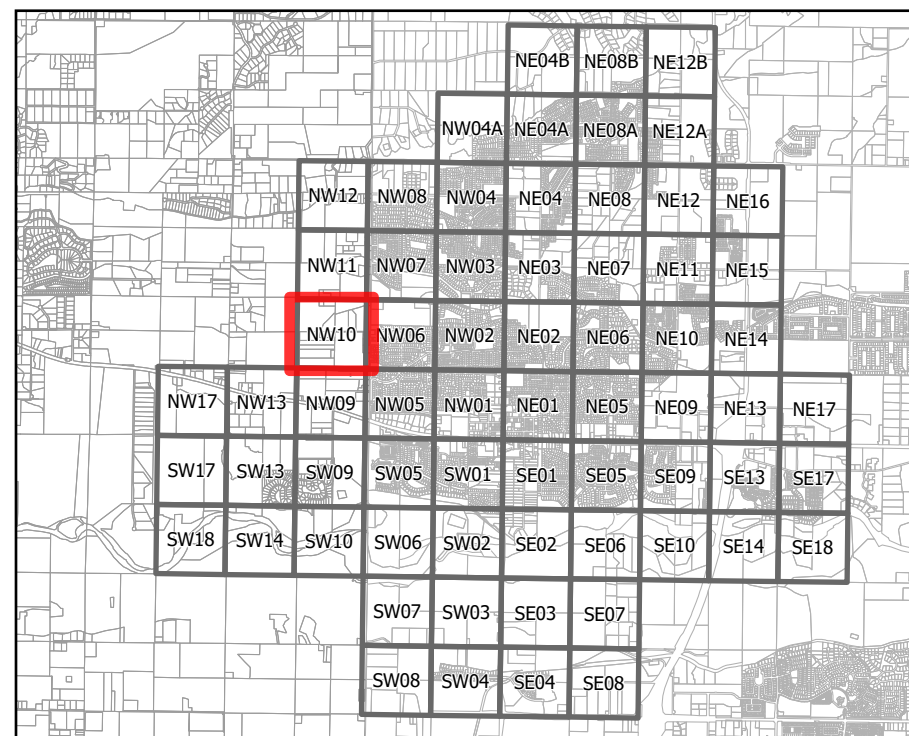 NE04B NE08B NE12B
NW04A NE04A NE08A NE12A
NW12 NW08 NW04 NE04 NE08 NE12 NE16
NW11 NW07 NW03 NE03 NE07 NE11 NE15
NW10 NW06 NW02 NE02 NE06 NE10 NE14
NW17 NW13 NW09 NW05 NW01 NE01 NE05 NE09 NE13 NE17
SW17 SW13 SW09 SW05 SW01 SE01 SE05 SE09 SE13 SE17
SW18 SW14 SW10 SW06 SW02 SE02 SE06 SE10 SE14 SE18
SW07 SW03 SE03 SE07
SW08 SW04 SE04 SE08